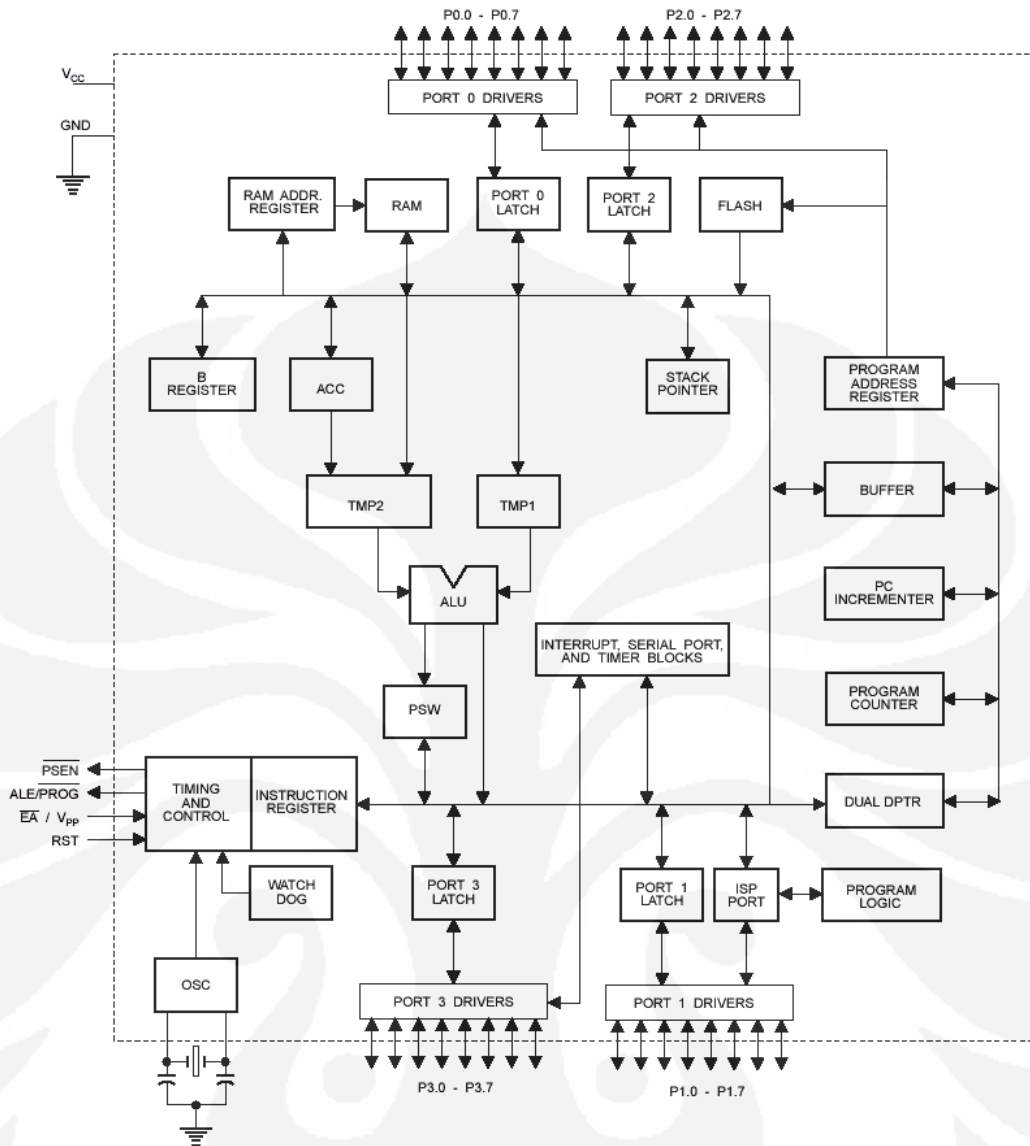 P0.0 - P0.7
P2.0 - P2.7
VCC
GND
PORT 0 DRIVERS
PORT 2 DRIVERS
RAM ADDR.
REGISTER
RAM
PORT 0
LATCH
PORT 2
LATCH
FLASH
B
REGISTER
ACC
STACK
POINTER
PROGRAM
ADDRESS
REGISTER
TMP2
TMP1
BUFFER
ALU
PC
INCREMENTER
INTERRUPT, SERIAL PORT,
AND TIMER BLOCKS
PSW
PROGRAM
COUNTER
PSEN
ALE/PROG
EA / VPP
RST
TIMING
AND
CONTROL
INSTRUCTION
REGISTER
DUAL DPTR
WATCH
DOG
PORT 3
LATCH
PORT 1
LATCH
ISP
PORT
PROGRAM
LOGIC
OSC
PORT 3 DRIVERS
PORT 1 DRIVERS
P3.0 - P3.7
P1.0 - P1.7